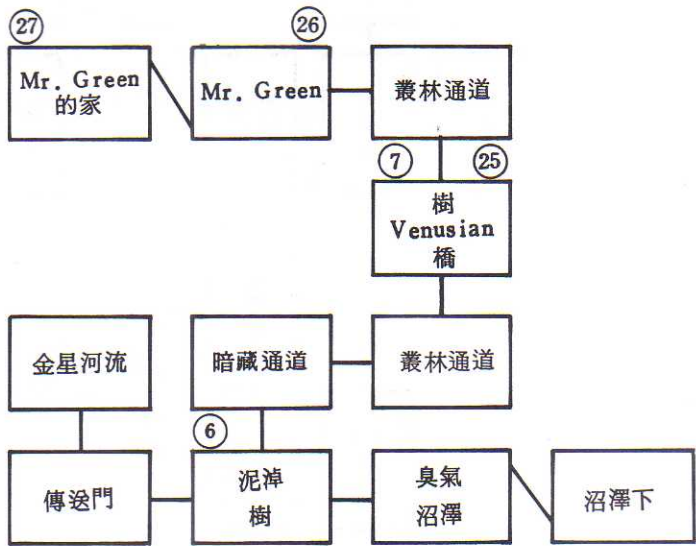 27
26
Mr. Green
的家
Mr. Green
叢林通道
7
25
樹
Venusian
橋
金星河流
暗藏通道
叢林通道
6
傳送門
泥淖
樹
臭氣
沼澤
沼澤下